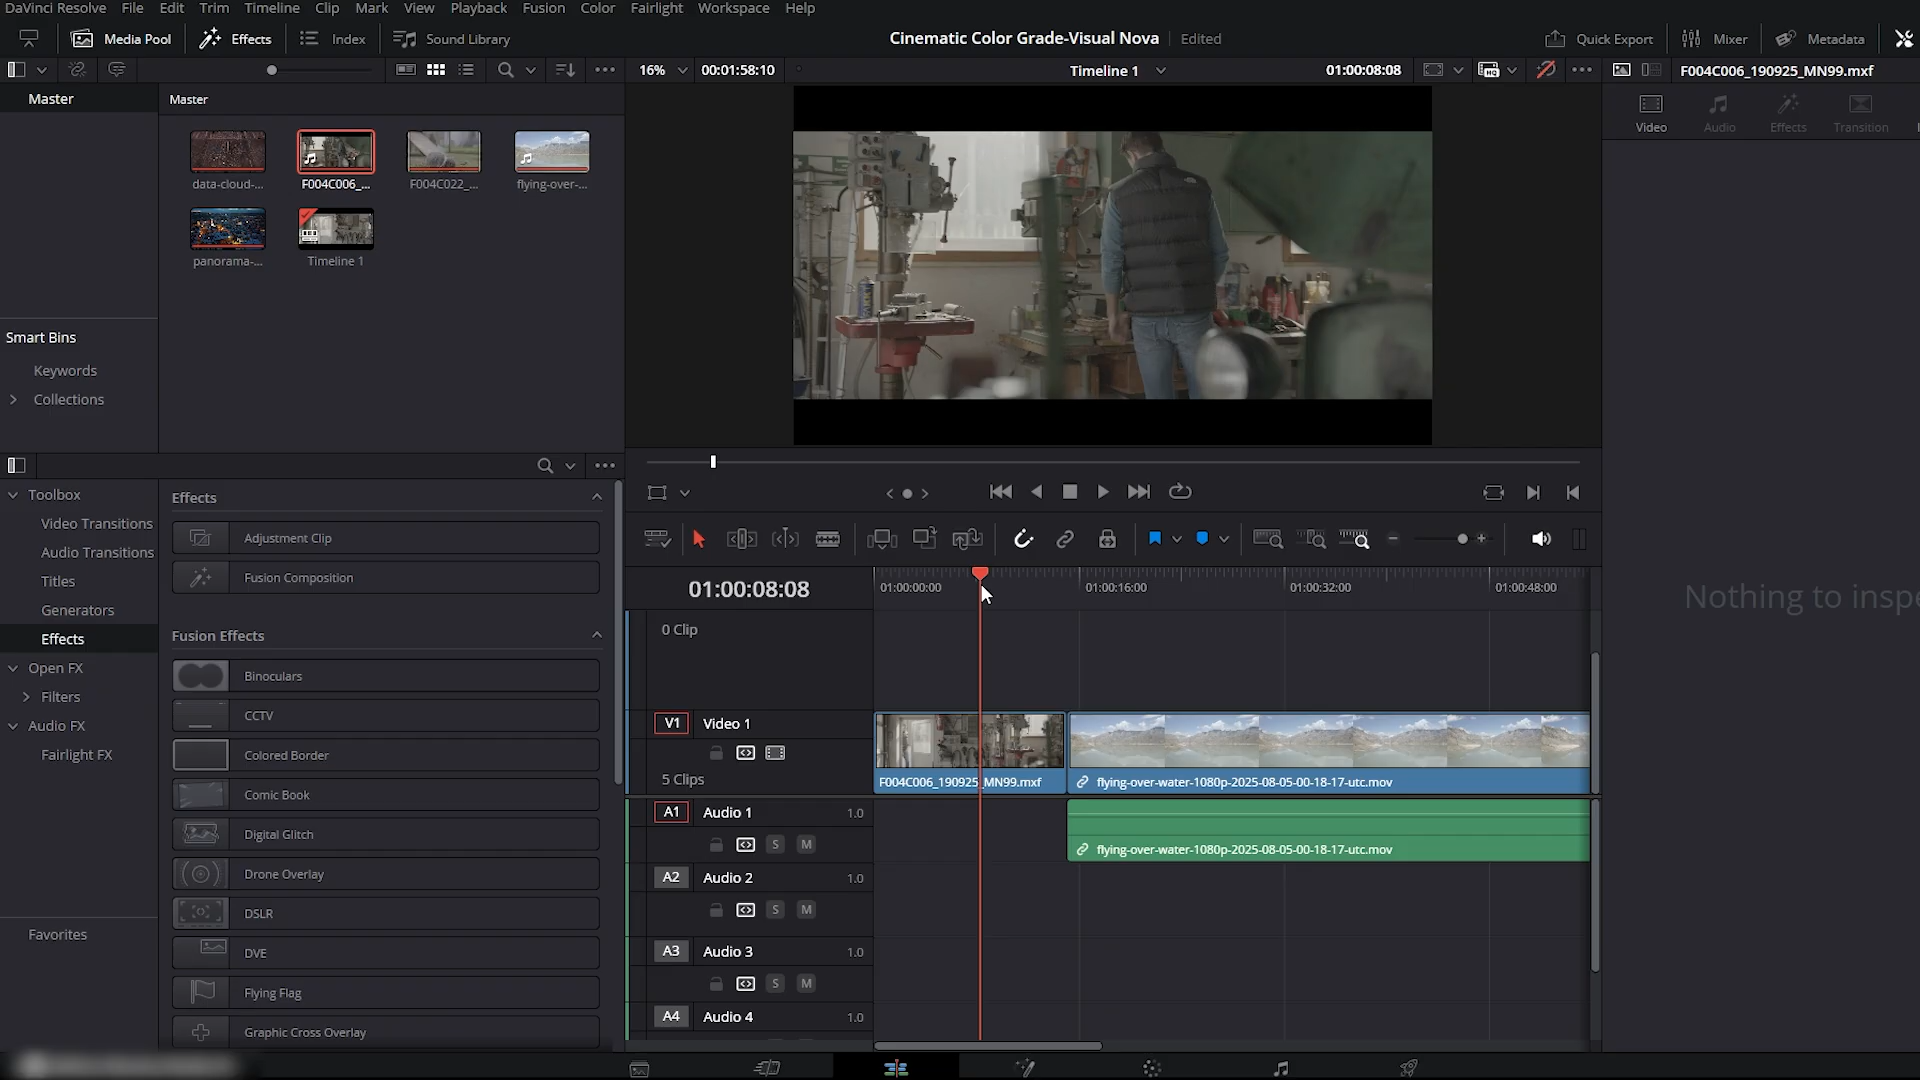 DaVinci Resolve File Edit Trim Timeline Clip Mark View Playback Fusion Color Fairlight Workspace Help
Media Pool Effects Index Sound Library Cinematic Color Grade-Visual Nova Edited Quick Export Mixer Metadata
16% 00:01:58:10 Timeline 1 01:00:08:08 F004C006_190925_MN99.mxf
Master Master
Video Audio Effects Transition
data-cloud-... F004C006_... F004C022_... flying-over-...
panorama-... Timeline 1
Smart Bins
Keywords
Collections
Toolbox
Video Transitions
Audio Transitions
Titles
Generators
Effects
Open FX
Filters
Audio FX
Fairlight FX
Favorites
Effects
Adjustment Clip
Fusion Composition
Fusion Effects
Binoculars
CCTV
Colored Border
Comic Book
Digital Glitch
Drone Overlay
DSLR
DVE
Flying Flag
Graphic Cross Overlay
01:00:08:08 01:00:00:00 01:00:16:00 01:00:32:00 01:00:48:00
0 Clip
V1 Video 1
5 Clips
F004C006_190925_MN99.mxf flying-over-water-1080p-2025-08-05-00-18-17-utc.mov
A1 Audio 1 1.0
S M
flying-over-water-1080p-2025-08-05-00-18-17-utc.mov
A2 Audio 2 1.0
S M
A3 Audio 3 1.0
S M
A4 Audio 4 1.0
Nothing to inspe